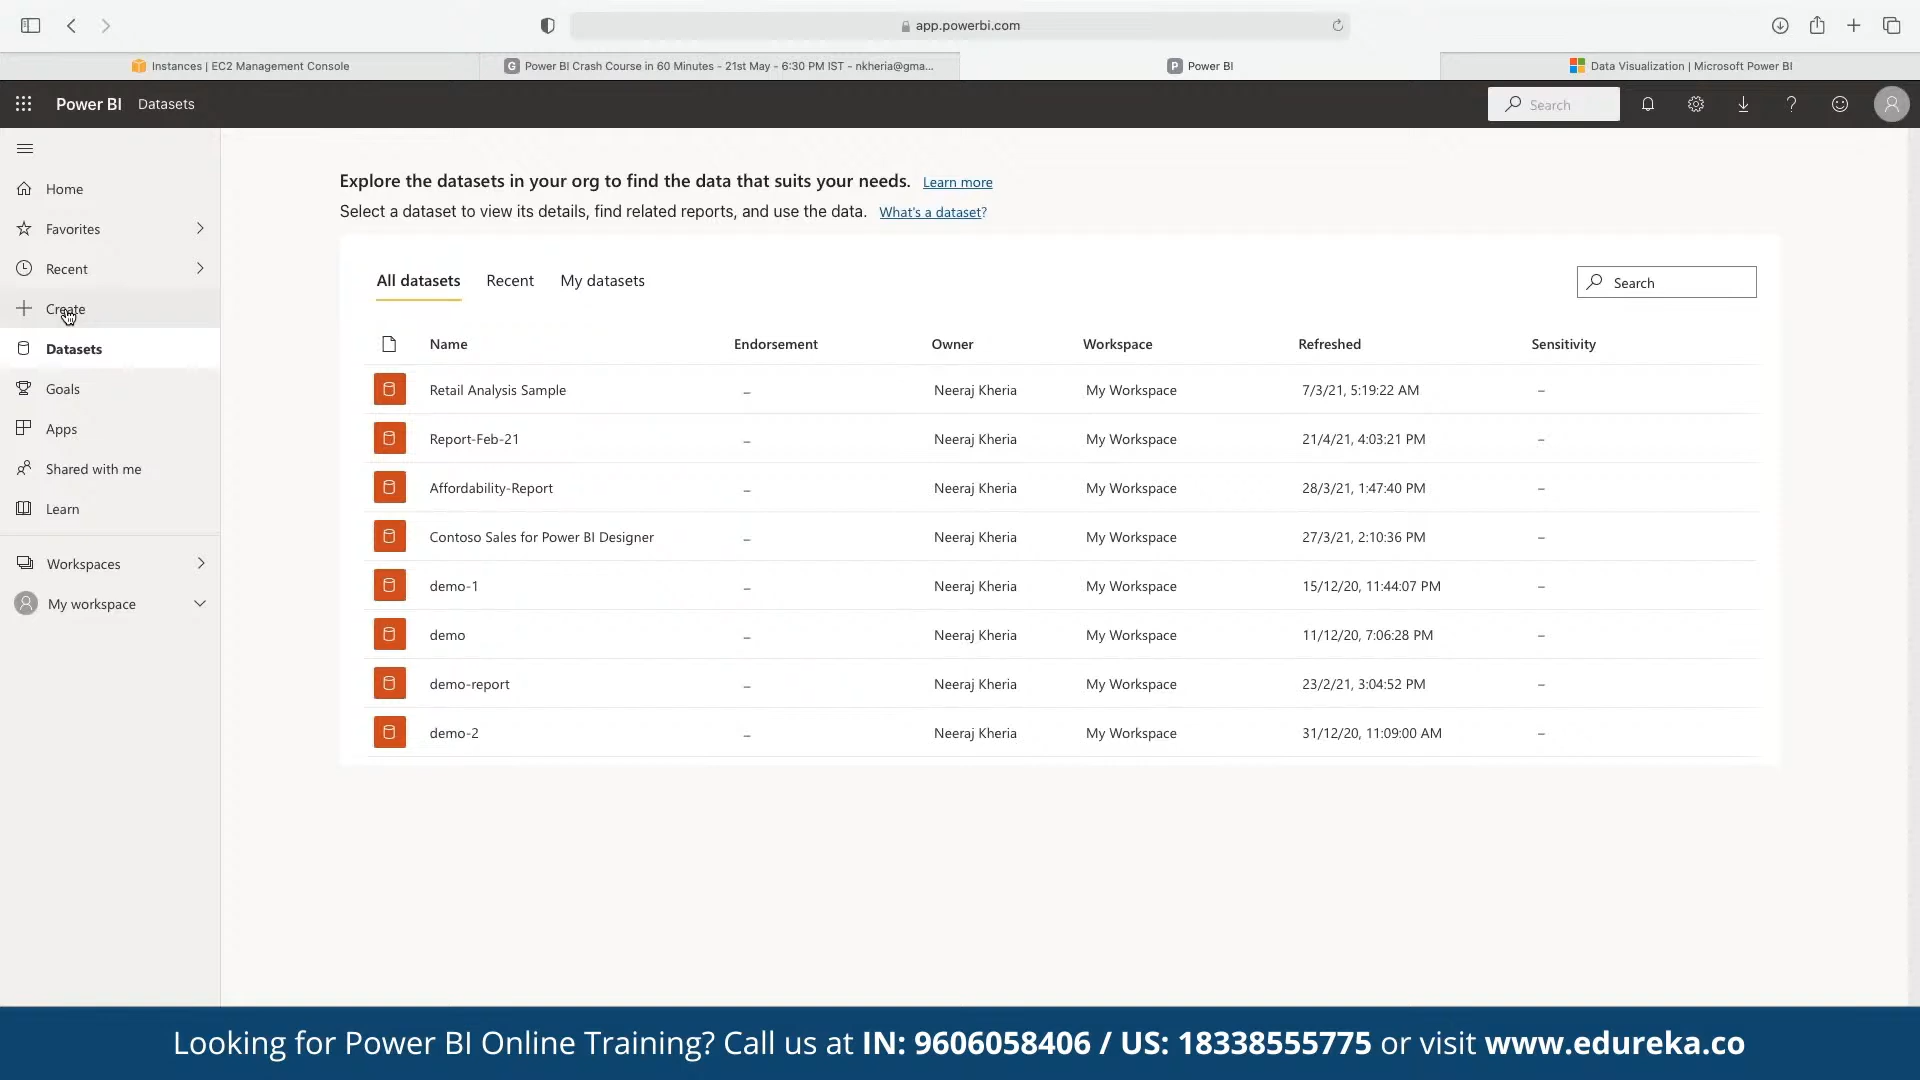 app.powerbi.com
Instances | EC2 Management Console
G Power BI Crash Course in 60 Minutes - 21st May - 6:30 PM IST - nkheria@gma...
P Power BI
Data Visualization | Microsoft Power BI
Power BI Datasets
Search
Home
Favorites
Recent
Create
Datasets
Goals
Apps
Shared with me
Learn
Workspaces
My workspace
Explore the datasets in your org to find the data that suits your needs. Learn more
Select a dataset to view its details, find related reports, and use the data. What's a dataset?
All datasets Recent My datasets
Search
Name Endorsement Owner Workspace Refreshed Sensitivity
Retail Analysis Sample – Neeraj Kheria My Workspace 7/3/21, 5:19:22 AM –
Report-Feb-21 – Neeraj Kheria My Workspace 21/4/21, 4:03:21 PM –
Affordability-Report – Neeraj Kheria My Workspace 28/3/21, 1:47:40 PM –
Contoso Sales for Power BI Designer – Neeraj Kheria My Workspace 27/3/21, 2:10:36 PM –
demo-1 – Neeraj Kheria My Workspace 15/12/20, 11:44:07 PM –
demo – Neeraj Kheria My Workspace 11/12/20, 7:06:28 PM –
demo-report – Neeraj Kheria My Workspace 23/2/21, 3:04:52 PM –
demo-2 – Neeraj Kheria My Workspace 31/12/20, 11:09:00 AM –
Looking for Power BI Online Training? Call us at IN: 9606058406 / US: 18338555775 or visit www.edureka.co